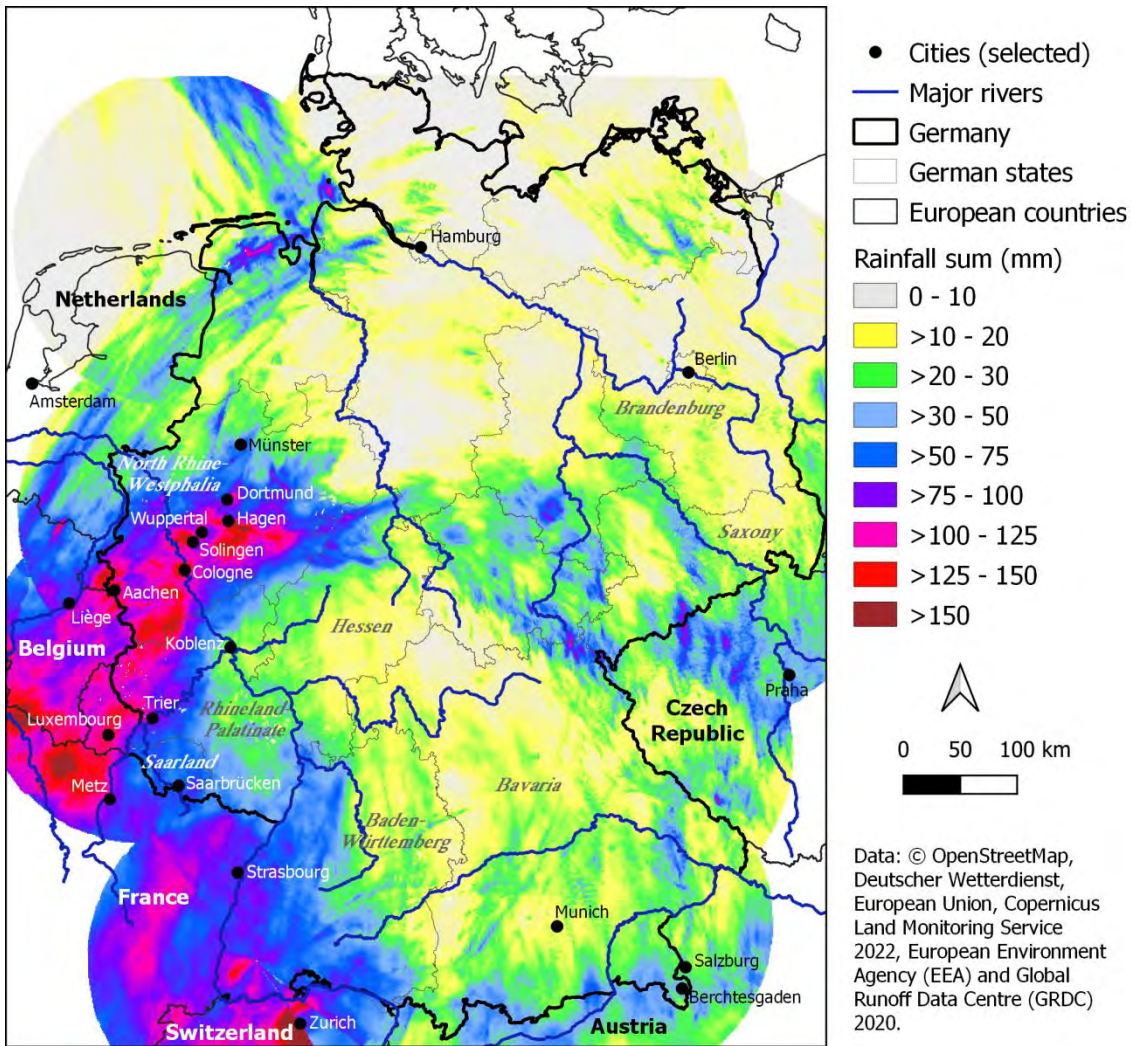 Hamburg
Netherlands
Berlin
Amsterdam
Brandenburg
Münster
North Rhine-
Westphalia
Dortmund
Wuppertal
Hagen
Saxony
Solingen
Cologne
Aachen
Liège
Belgium
Hessen
Koblenz
Praha
Trier
Rhineland-
Palatinate
Luxembourg
Czech
Republic
Saarland
Saarbrücken
Metz
Bavaria
Baden-
Württemberg
Strasbourg
France
Munich
Salzburg
Berchtesgaden
Switzerland
Zurich
Austria
Cities (selected)
Major rivers
Germany
German states
European countries
Rainfall sum (mm)
0 - 10
>10 - 20
>20 - 30
>30 - 50
>50 - 75
>75 - 100
>100 - 125
>125 - 150
>150
0 50 100 km
Data: © OpenStreetMap,
Deutscher Wetterdienst,
European Union, Copernicus
Land Monitoring Service
2022, European Environment
Agency (EEA) and Global
Runoff Data Centre (GRDC)
2020.